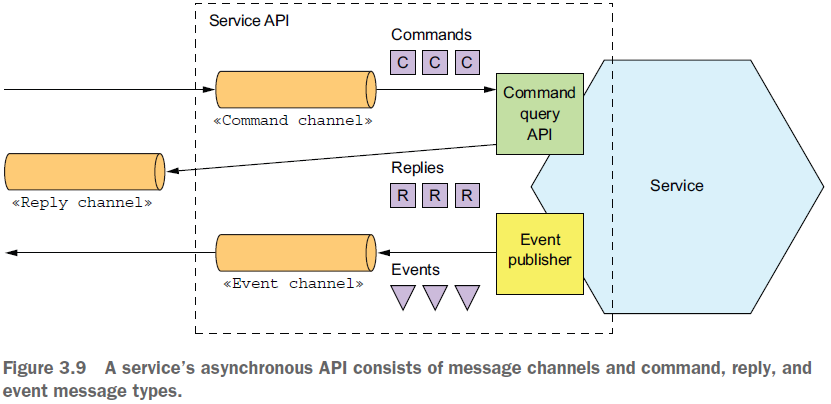 Service API
Commands
C C C
«Command channel»
Command
query
API
Replies
R R R
«Reply channel»
Service
Event
publisher
«Event channel»
Events
Figure 3.9 A service’s asynchronous API consists of message channels and command, reply, and
event message types.